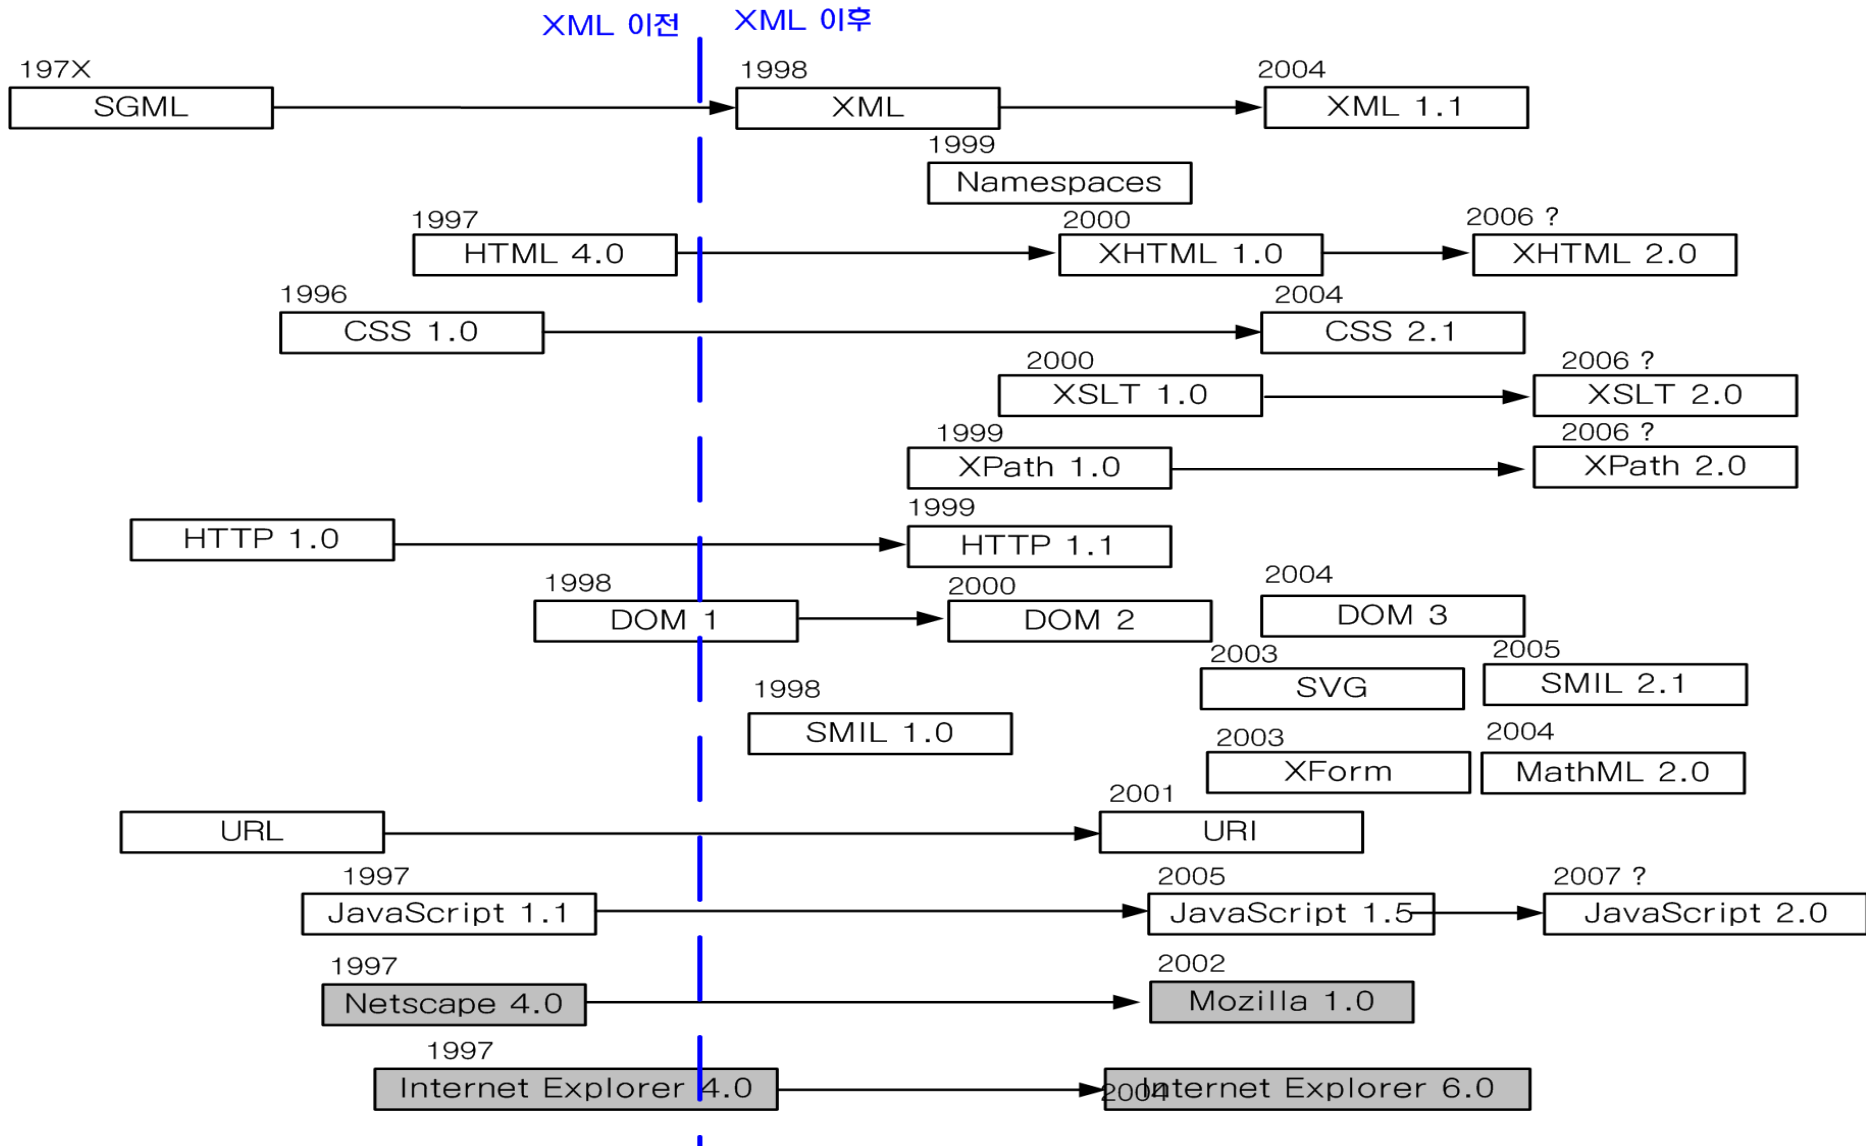 XML 이전
XML 이후
197X
1998
2004
SGML
XML
XML 1.1
1999
Namespaces
1997
2000
2006 ?
HTML 4.0
XHTML 1.0
XHTML 2.0
1996
2004
CSS 1.0
CSS 2.1
2000
2006 ?
XSLT 1.0
XSLT 2.0
1999
2006 ?
XPath 1.0
XPath 2.0
1999
HTTP 1.0
HTTP 1.1
1998
2000
2004
DOM 1
DOM 2
DOM 3
2003
2005
SVG
SMIL 2.1
1998
SMIL 1.0
2003
2004
XForm
MathML 2.0
2001
URL
URI
1997
2005
2007 ?
JavaScript 1.1
JavaScript 1.5
JavaScript 2.0
1997
2002
Netscape 4.0
Mozilla 1.0
1997
Internet Explorer 4.0
2004
Internet Explorer 6.0